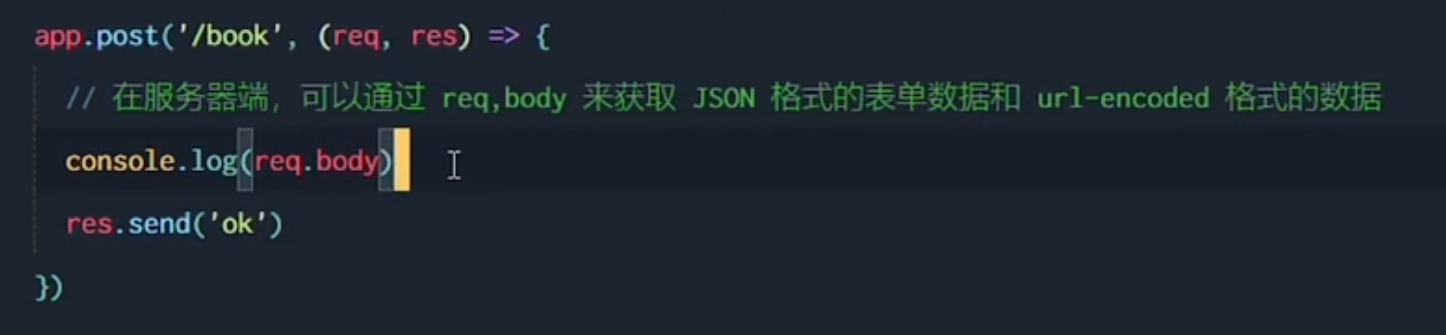 app.post('/book', (req, res) => {
// 在服务器端，可以通过 req,body 来获取 JSON 格式的表单数据和 url-encoded 格式的数据
console.log(req.body)
res.send('ok')
})